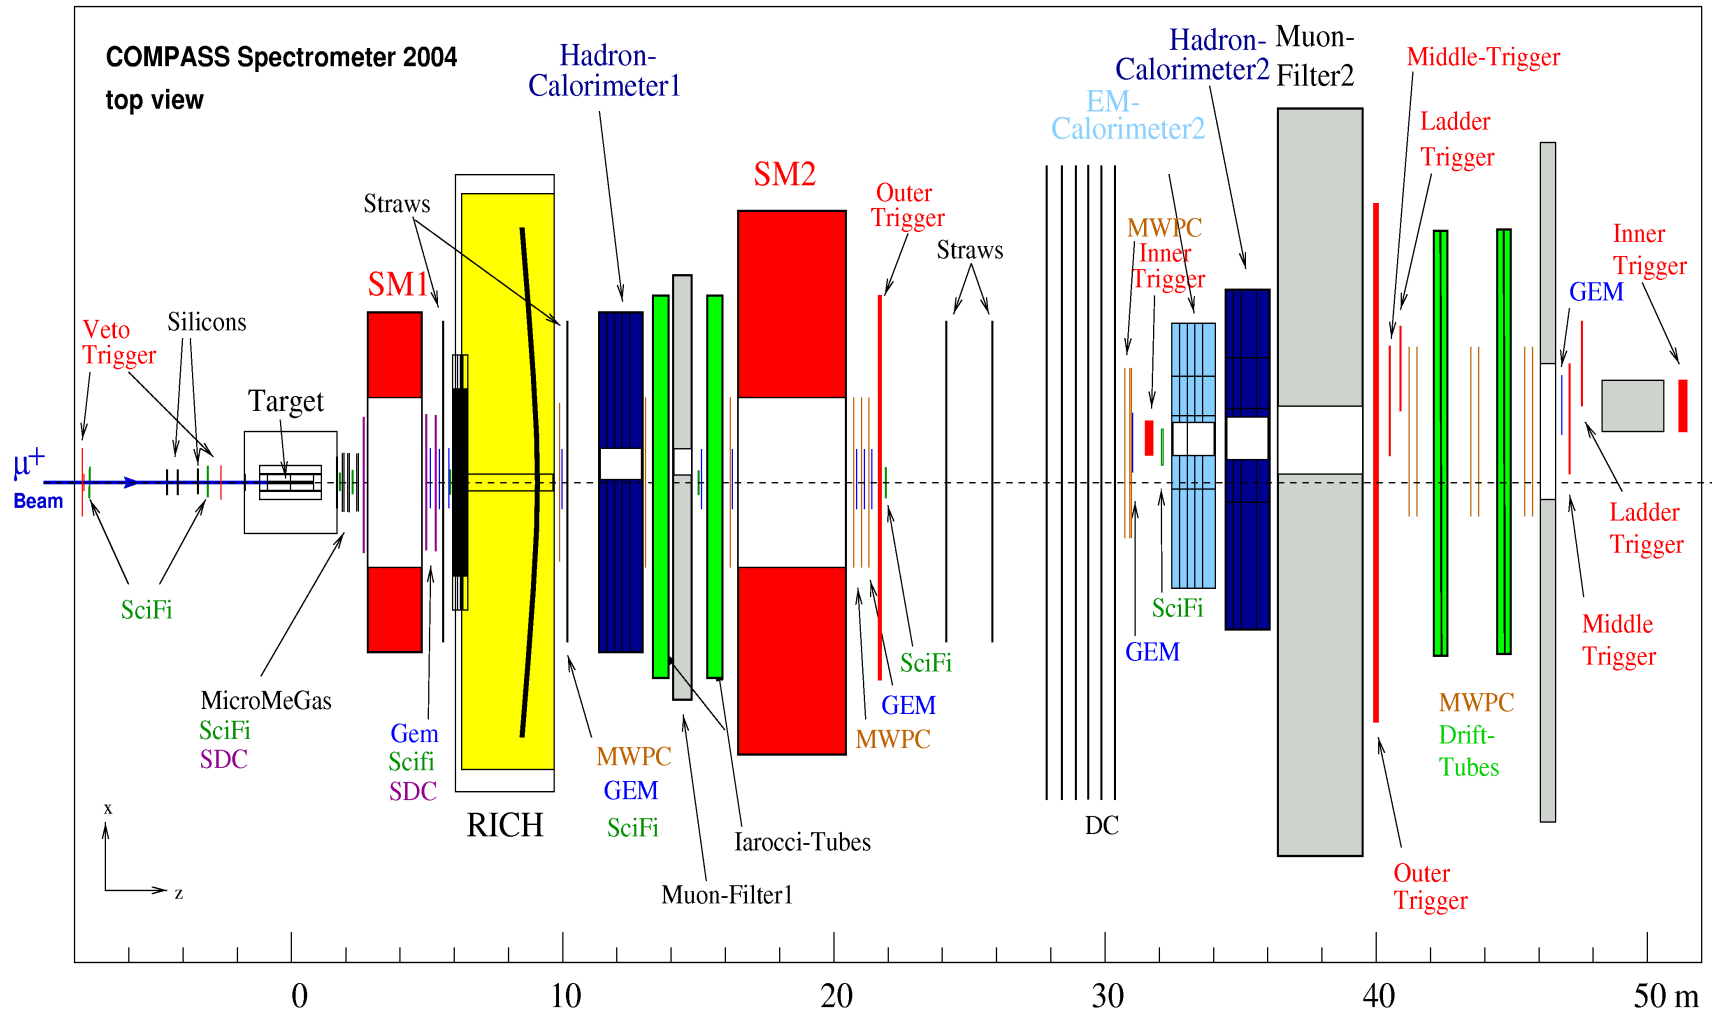 COMPASS Spectrometer 2004
top view
Hadron-
Calorimeter1
Hadron-
Calorimeter2
Muon-
Filter2
Middle-Trigger
EM-
Calorimeter2
Ladder
Trigger
SM2
Straws
Outer
Trigger
Straws
MWPC
Inner
Trigger
Inner
Trigger
SM1
GEM
Veto
Trigger
Silicons
Target
μ+
Beam
SciFi
MicroMeGas
SciFi
SDC
Gem
Scifi
SDC
RICH
MWPC
GEM
SciFi
Iarocci-Tubes
Muon-Filter1
SciFi
GEM
MWPC
DC
SciFi
GEM
Ladder
Trigger
Middle
Trigger
MWPC
Drift-
Tubes
Outer
Trigger
x
z
0
10
20
30
40
50 m